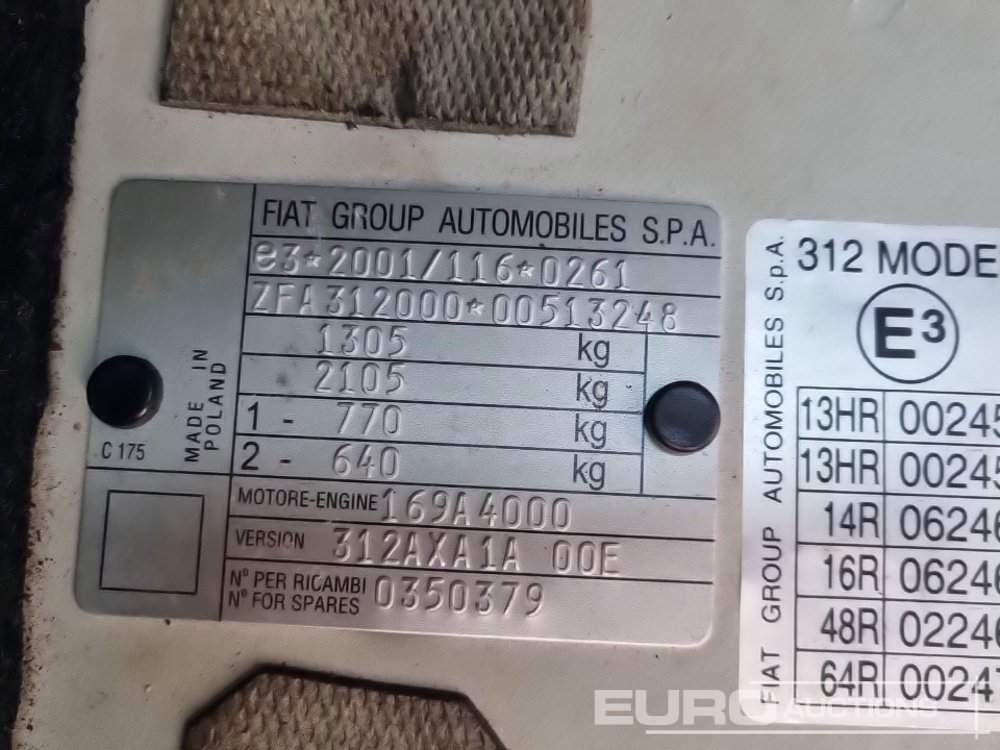 FIAT GROUP AUTOMOBILES S.P.A.
e3*2001/116*0261
ZFA312000*00513248
1305 kg
2105 kg
1 - 770 kg
2 - 640 kg
MOTORE-ENGINE 169A4000
VERSION 312AXA1A 00E
Nº PER RICAMBI
Nº FOR SPARES 0350379
MADE IN
POLAND
C 175
FIAT GROUP AUTOMOBILES S.p.A.
312 MODE
E3
13HR 00245
13HR 00245
14R 06246
16R 06246
48R 02246
64R 00247
EURO AUCTIONS